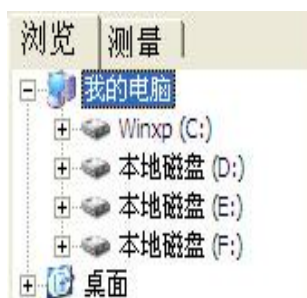 浏览 测量
我的电脑
Winxp (C:)
本地磁盘 (D:)
本地磁盘 (E:)
本地磁盘 (F:)
桌面